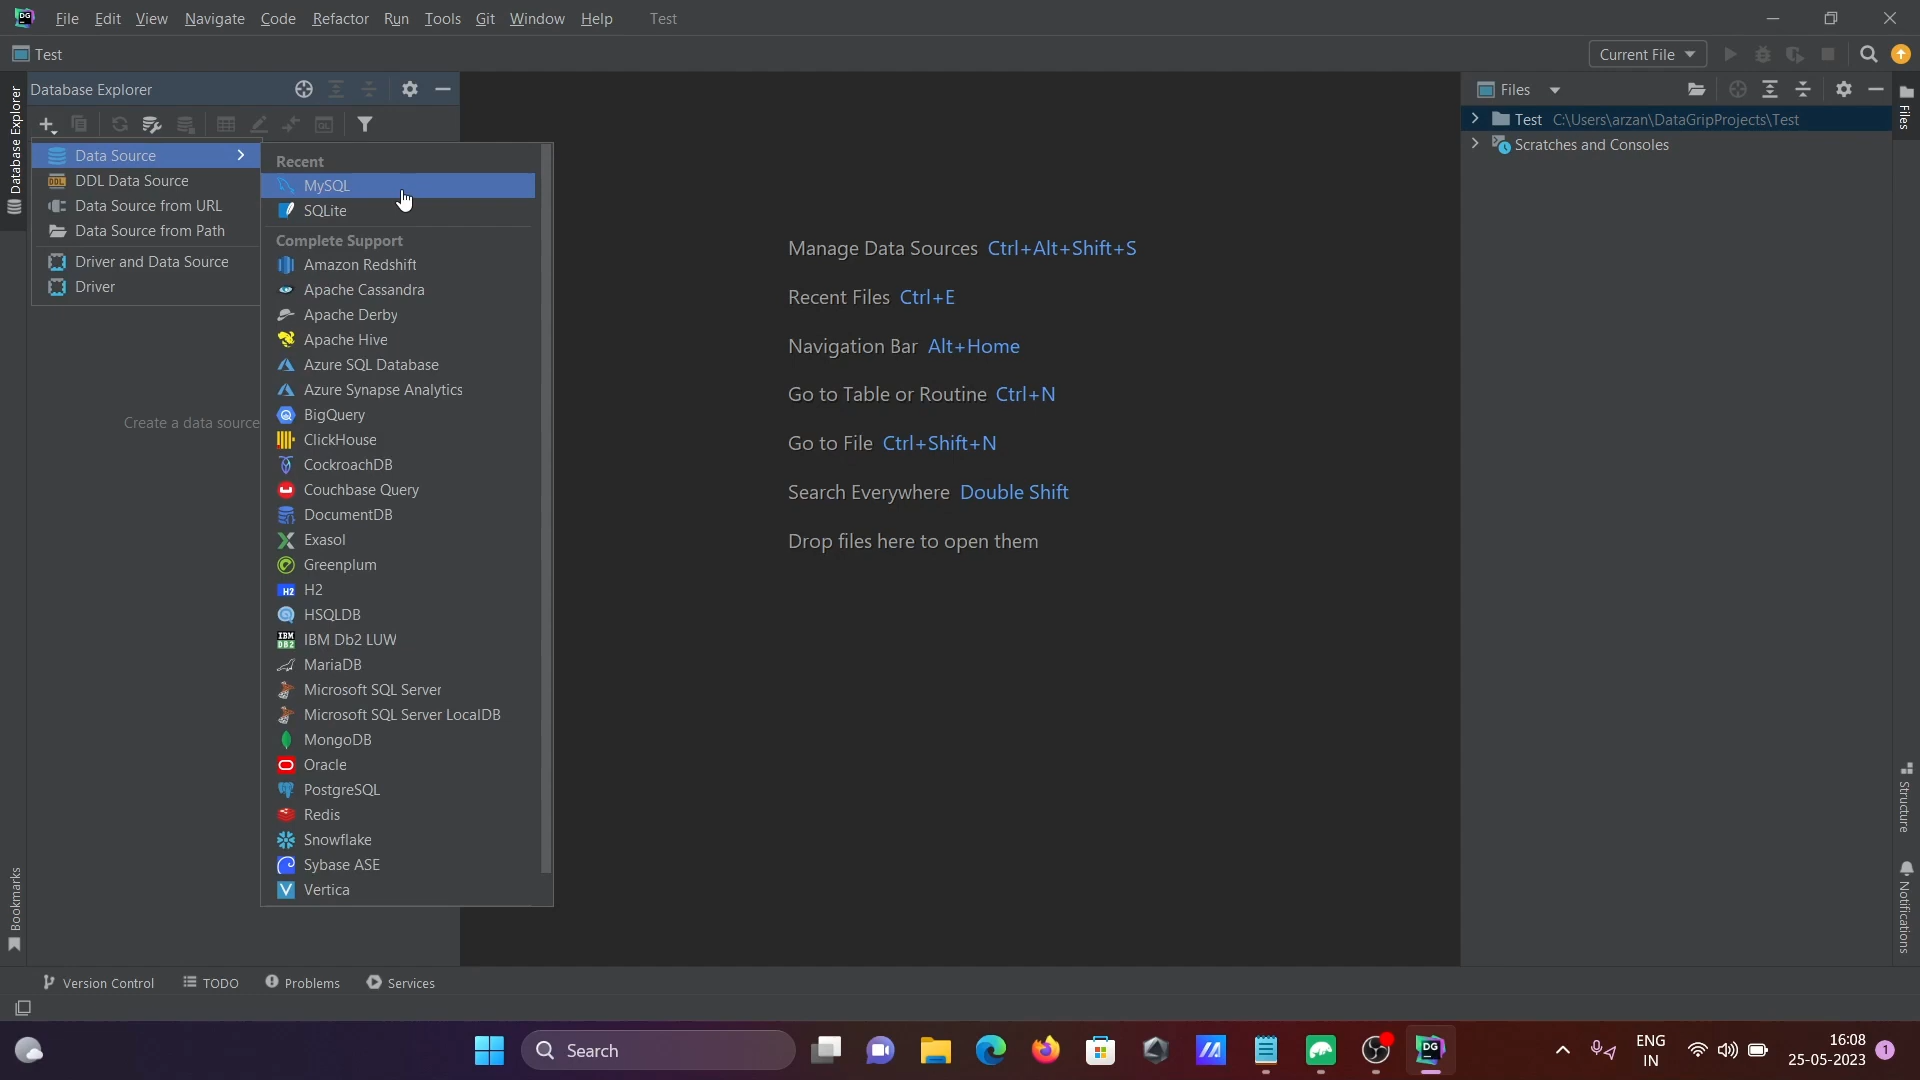 DG File Edit View Navigate Code Refactor Run Tools Git Window Help Test
Test
Current File
Database Explorer
Database Explorer
Data Source
DDL Data Source
Data Source from URL
Data Source from Path
Driver and Data Source
Driver
Create a data source
Recent
MySQL
SQLite
Complete Support
Amazon Redshift
Apache Cassandra
Apache Derby
Apache Hive
Azure SQL Database
Azure Synapse Analytics
BigQuery
ClickHouse
CockroachDB
Couchbase Query
DocumentDB
Exasol
Greenplum
H2
HSQLDB
IBM Db2 LUW
MariaDB
Microsoft SQL Server
Microsoft SQL Server LocalDB
MongoDB
Oracle
PostgreSQL
Redis
Snowflake
Sybase ASE
Vertica
Manage Data Sources Ctrl+Alt+Shift+S
Recent Files Ctrl+E
Navigation Bar Alt+Home
Go to Table or Routine Ctrl+N
Go to File Ctrl+Shift+N
Search Everywhere Double Shift
Drop files here to open them
Files
Test C:\Users\arzan\DataGripProjects\Test
Scratches and Consoles
Files
Structure
Notifications
Bookmarks
Version Control TODO Problems Services
Search
DG
ENG
IN
16:08
25-05-2023
1